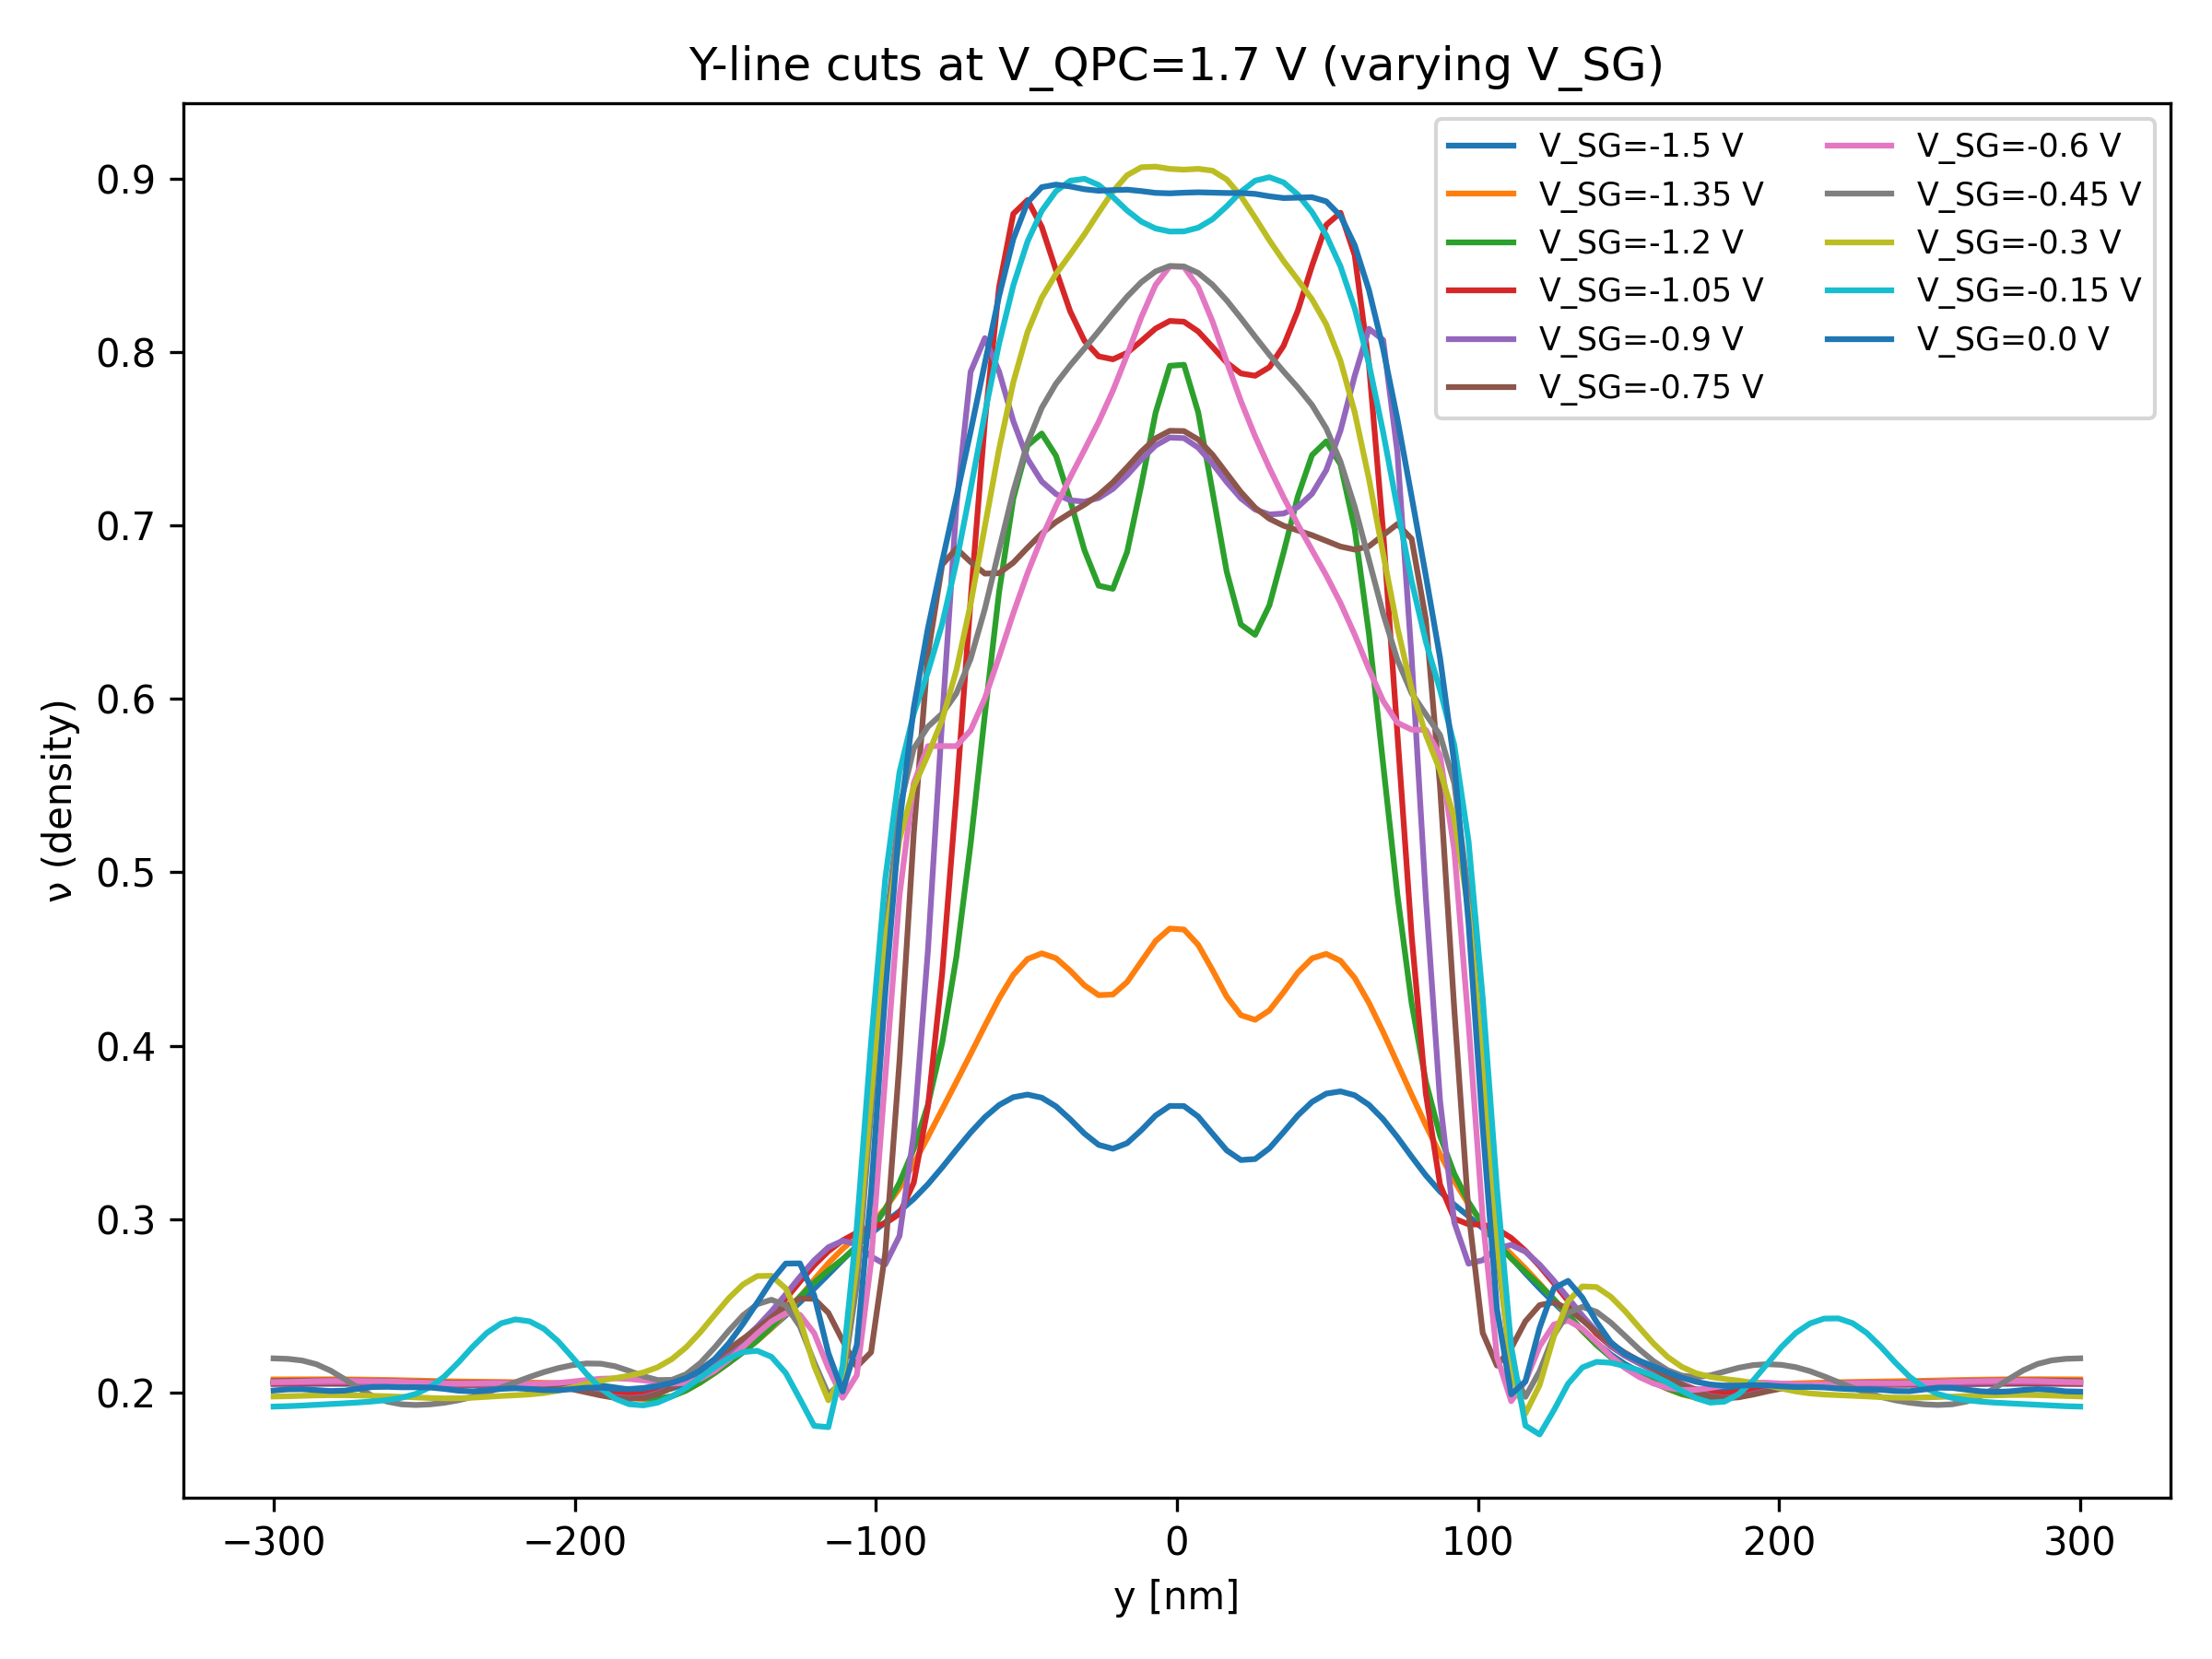 Y-line cuts at V_QPC=1.7 V (varying V_SG)
V_SG=-1.5 V
V_SG=-1.35 V
V_SG=-1.2 V
V_SG=-1.05 V
V_SG=-0.9 V
V_SG=-0.75 V
V_SG=-0.6 V
V_SG=-0.45 V
V_SG=-0.3 V
V_SG=-0.15 V
V_SG=0.0 V
ν (density)
0.9
0.8
0.7
0.6
0.5
0.4
0.3
0.2
−300
−200
−100
0
100
200
300
y [nm]